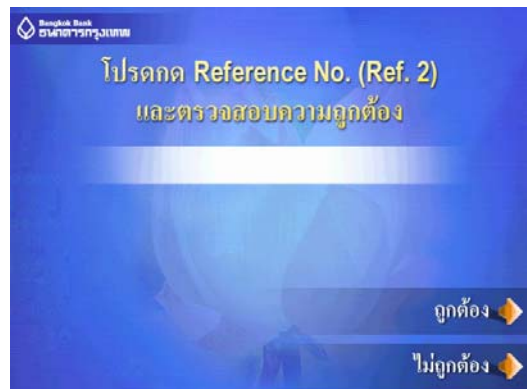 Bangkok Bank
ธนาคารกรุงเทพ
โปรดกด Reference No. (Ref. 2)
และตรวจสอบความถูกต้อง
ถูกต้อง
ไม่ถูกต้อง